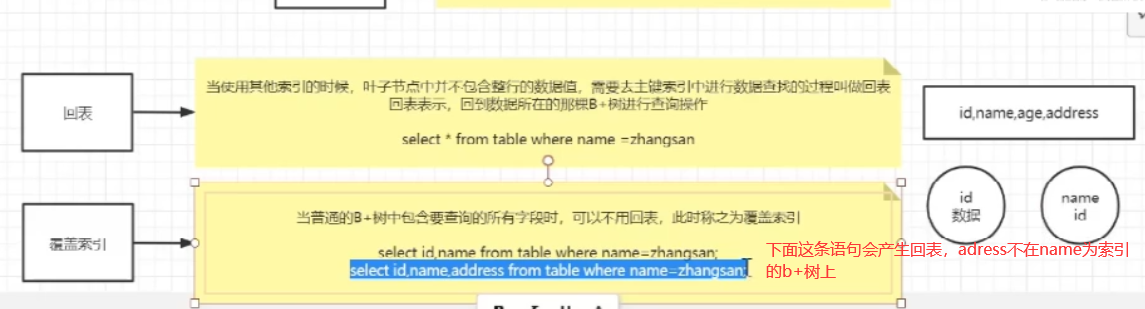 回表
当使用其他索引的时候，叶子节点中并不包含整行的数据值，需要去主键索引中进行数据查找的过程叫做回表
回表表示，回到数据所在的那棵B+树进行查询操作
select * from table where name =zhangsan
id,name,age,address
覆盖索引
当普通的B+树中包含要查询的所有字段时，可以不用回表，此时称之为覆盖索引
select id,name from table where name=zhangsan;
select id,name,address from table where name=zhangsan;
id
数据
name
id
下面这条语句会产生回表，adress不在name为索引
的b+树上